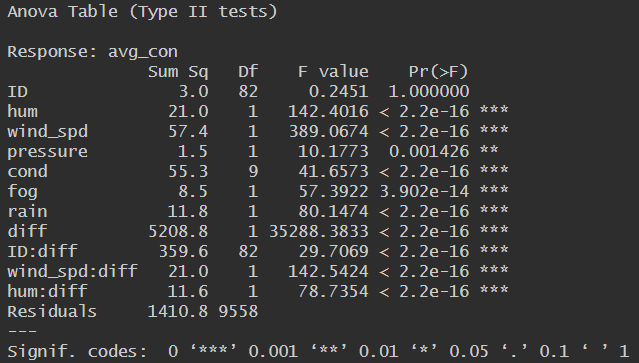 Anova Table (Type II tests)

Response: avg_con
              Sum Sq   Df    F value    Pr(>F)
ID               3.0   82     0.2451  1.000000
hum             21.0    1   142.4016 < 2.2e-16 ***
wind_spd        57.4    1   389.0674 < 2.2e-16 ***
pressure         1.5    1    10.1773  0.001426 **
cond            55.3    9    41.6573 < 2.2e-16 ***
fog              8.5    1    57.3922 3.902e-14 ***
rain            11.8    1    80.1474 < 2.2e-16 ***
diff          5208.8    1 35288.3833 < 2.2e-16 ***
ID:diff        359.6   82    29.7069 < 2.2e-16 ***
wind_spd:diff   21.0    1   142.5424 < 2.2e-16 ***
hum:diff        11.6    1    78.7354 < 2.2e-16 ***
Residuals     1410.8 9558
---
Signif. codes:  0 ‘***’ 0.001 ‘**’ 0.01 ‘*’ 0.05 ‘.’ 0.1 ‘ ’ 1